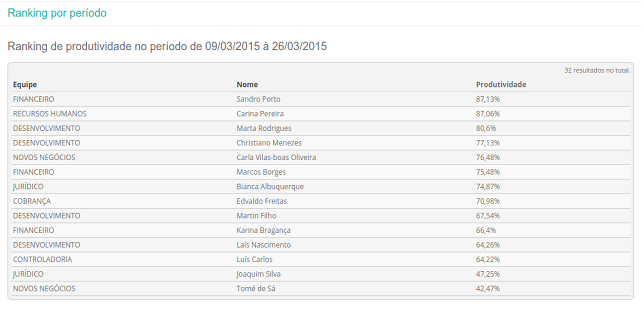 Ranking por período
Ranking de produtividade no período de 09/03/2015 à 26/03/2015
32 resultados no total.
Equipe Nome Produtividade
FINANCEIRO Sandro Porto 87,13%
RECURSOS HUMANOS Carina Pereira 87,06%
DESENVOLVIMENTO Marta Rodrigues 80,6%
DESENVOLVIMENTO Christiano Menezes 77,13%
NOVOS NEGÓCIOS Carla Vilas-boas Oliveira 76,48%
FINANCEIRO Marcos Borges 75,48%
JURÍDICO Bianca Albuquerque 74,87%
COBRANÇA Edvaldo Freitas 70,98%
DESENVOLVIMENTO Martin Filho 67,54%
FINANCEIRO Karina Bragança 66,4%
DESENVOLVIMENTO Laís Nascimento 64,26%
CONTROLADORIA Luís Carlos 64,22%
JURÍDICO Joaquim Silva 47,25%
NOVOS NEGÓCIOS Tomé de Sá 42,47%